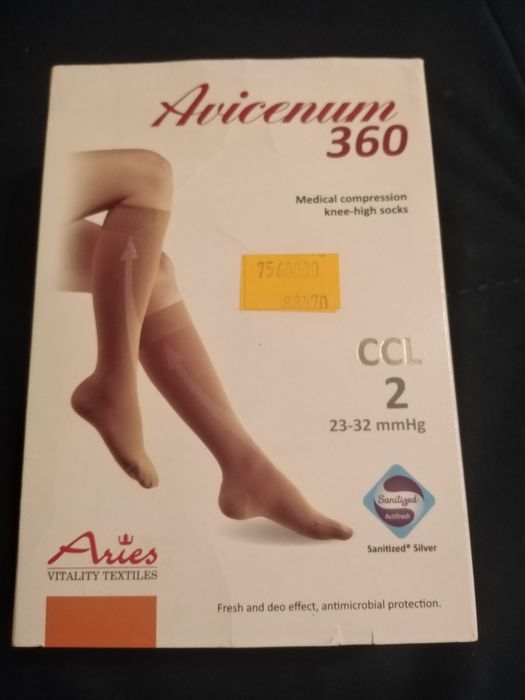 Avicenum
360
Medical compression
knee-high socks
7560000
CCL
2
23-32 mmHg
Sanitized
Actifresh
Sanitized® Silver
Aries
VITALITY TEXTILES
Fresh and deo effect, antimicrobial protection.